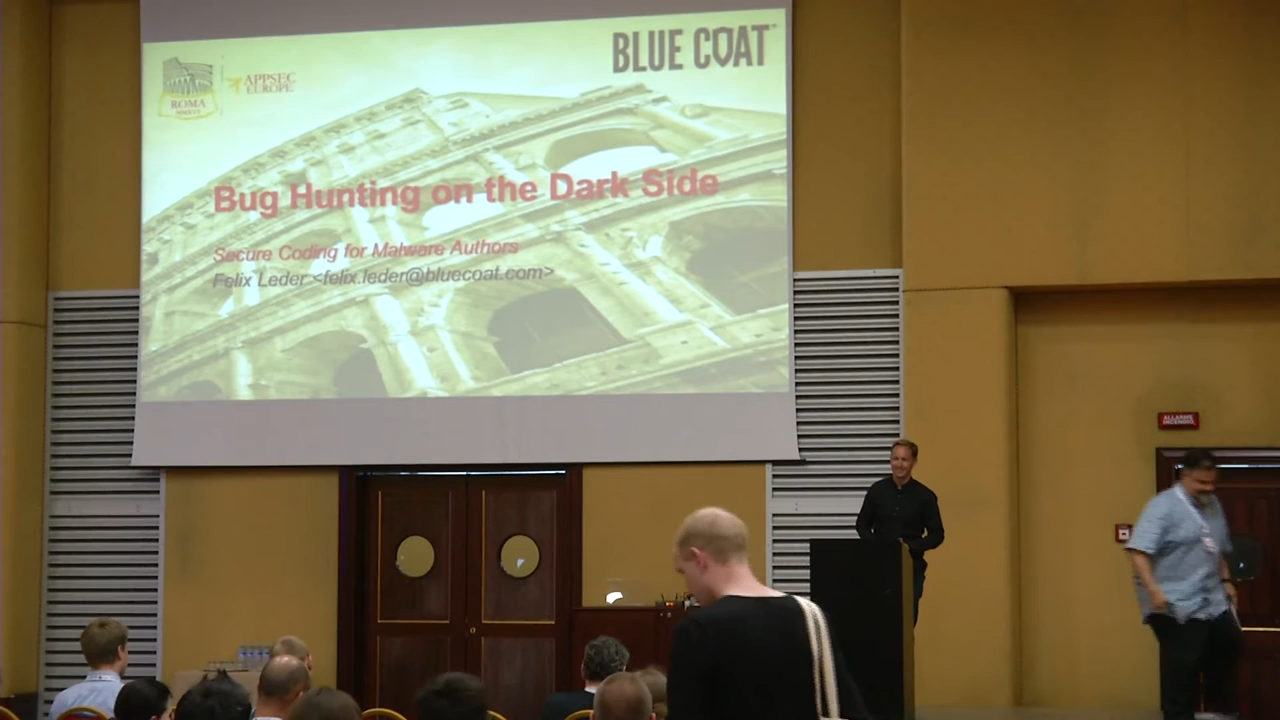 BLUE COAT
ROMA
MMXVI
APPSEC
EUROPE
Bug Hunting on the Dark Side
Secure Coding for Malware Authors
Felix Leder <felix.leder@bluecoat.com>
ALLARME
INCENDIO